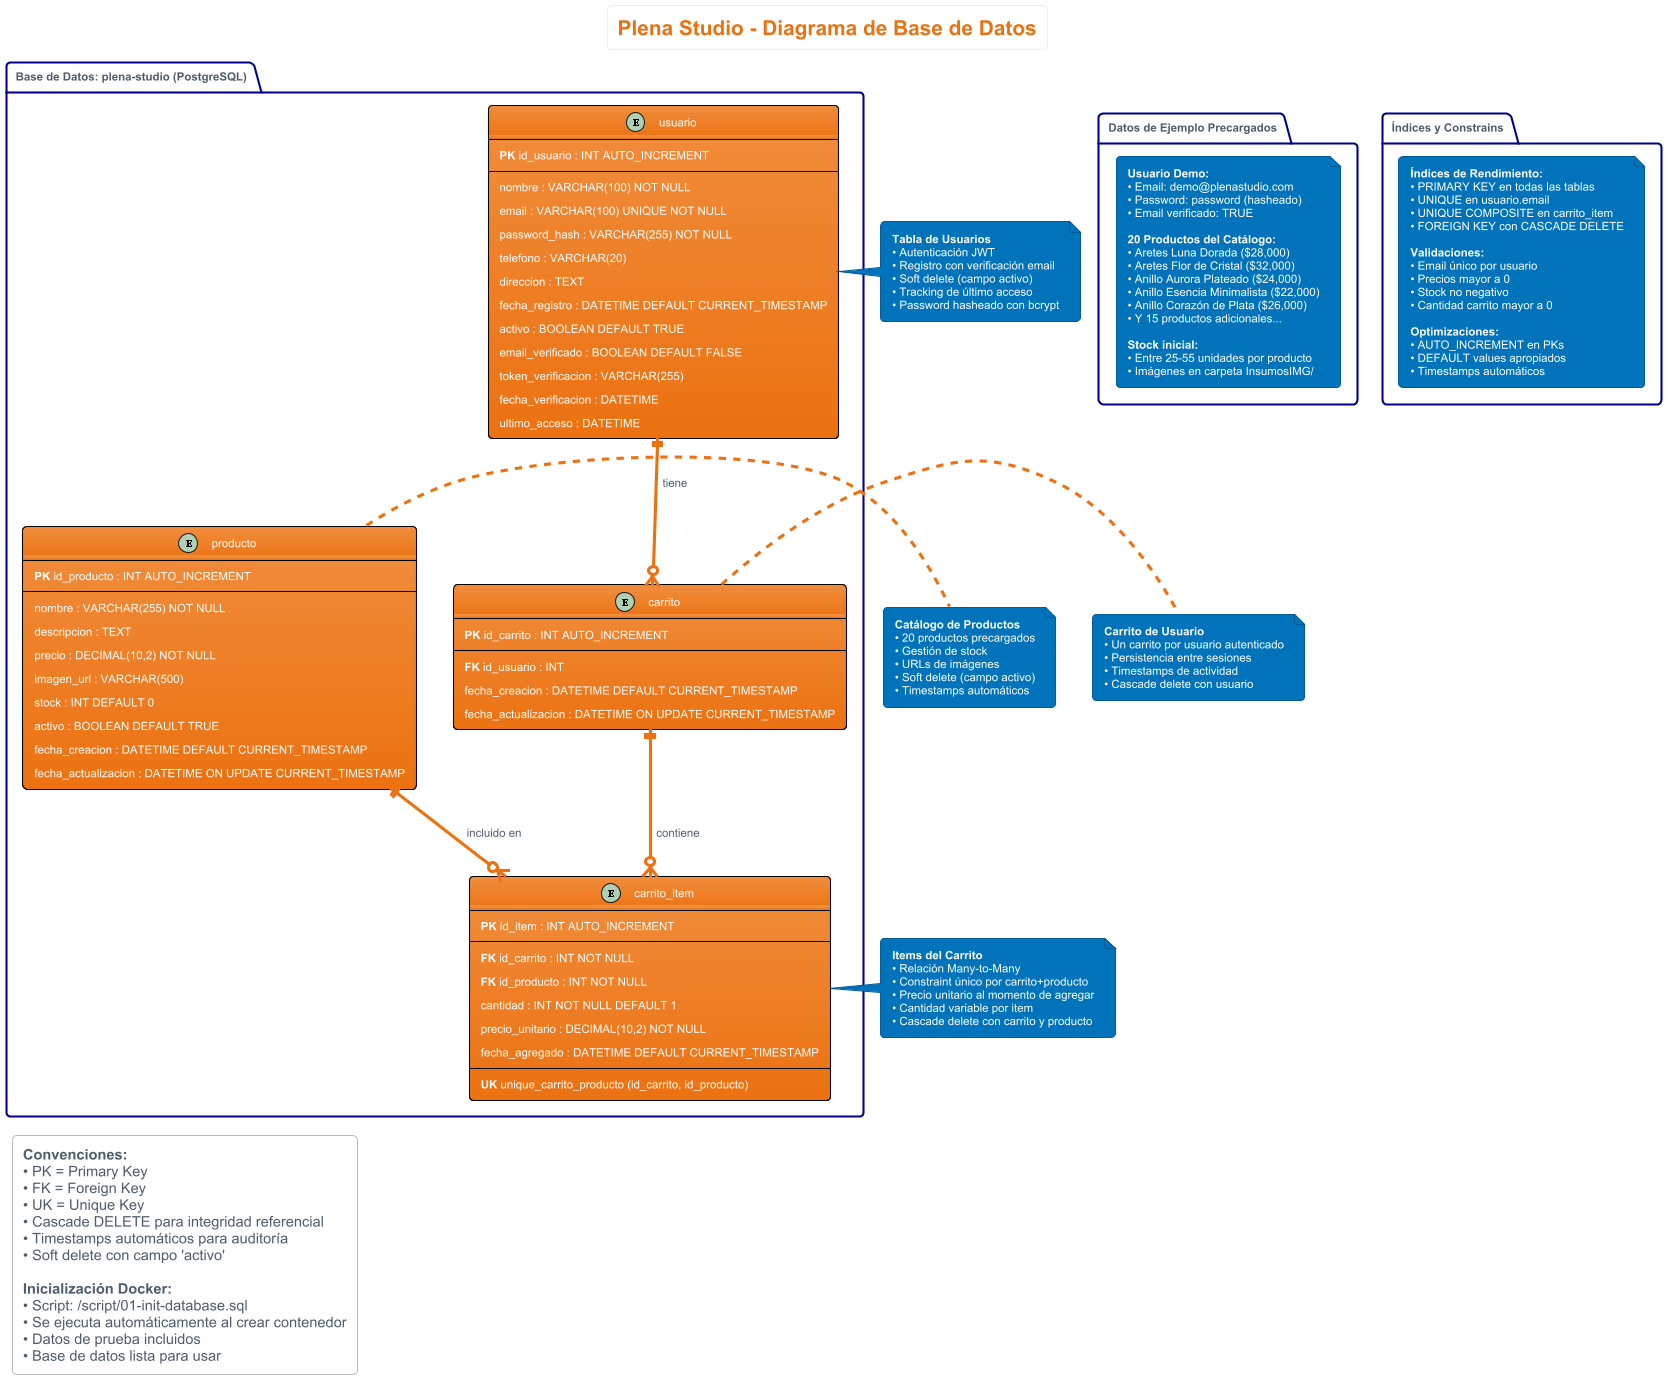 Plena Studio - Diagrama de Base de Datos
Base de Datos: plena-studio (PostgreSQL)
E usuario
PK id_usuario : INT AUTO_INCREMENT
nombre : VARCHAR(100) NOT NULL
email : VARCHAR(100) UNIQUE NOT NULL
password_hash : VARCHAR(255) NOT NULL
telefono : VARCHAR(20)
direccion : TEXT
fecha_registro : DATETIME DEFAULT CURRENT_TIMESTAMP
activo : BOOLEAN DEFAULT TRUE
email_verificado : BOOLEAN DEFAULT FALSE
token_verificacion : VARCHAR(255)
fecha_verificacion : DATETIME
ultimo_acceso : DATETIME
Tabla de Usuarios
• Autenticación JWT
• Registro con verificación email
• Soft delete (campo activo)
• Tracking de último acceso
• Password hasheado con bcrypt
Datos de Ejemplo Precargados
Usuario Demo:
• Email: demo@plenastudio.com
• Password: password (hasheado)
• Email verificado: TRUE
20 Productos del Catálogo:
• Aretes Luna Dorada ($28,000)
• Aretes Flor de Cristal ($32,000)
• Anillo Aurora Plateado ($24,000)
• Anillo Esencia Minimalista ($22,000)
• Anillo Corazón de Plata ($26,000)
• Y 15 productos adicionales...
Stock inicial:
• Entre 25-55 unidades por producto
• Imágenes en carpeta InsumosIMG/
Índices y Constrains
Índices de Rendimiento:
• PRIMARY KEY en todas las tablas
• UNIQUE en usuario.email
• UNIQUE COMPOSITE en carrito_item
• FOREIGN KEY con CASCADE DELETE
Validaciones:
• Email único por usuario
• Precios mayor a 0
• Stock no negativo
• Cantidad carrito mayor a 0
Optimizaciones:
• AUTO_INCREMENT en PKs
• DEFAULT values apropiados
• Timestamps automáticos
tiene
E producto
PK id_producto : INT AUTO_INCREMENT
nombre : VARCHAR(255) NOT NULL
descripcion : TEXT
precio : DECIMAL(10,2) NOT NULL
imagen_url : VARCHAR(500)
stock : INT DEFAULT 0
activo : BOOLEAN DEFAULT TRUE
fecha_creacion : DATETIME DEFAULT CURRENT_TIMESTAMP
fecha_actualizacion : DATETIME ON UPDATE CURRENT_TIMESTAMP
E carrito
PK id_carrito : INT AUTO_INCREMENT
FK id_usuario : INT
fecha_creacion : DATETIME DEFAULT CURRENT_TIMESTAMP
fecha_actualizacion : DATETIME ON UPDATE CURRENT_TIMESTAMP
Catálogo de Productos
• 20 productos precargados
• Gestión de stock
• URLs de imágenes
• Soft delete (campo activo)
• Timestamps automáticos
Carrito de Usuario
• Un carrito por usuario autenticado
• Persistencia entre sesiones
• Timestamps de actividad
• Cascade delete con usuario
incluido en
contiene
E carrito_item
PK id_item : INT AUTO_INCREMENT
FK id_carrito : INT NOT NULL
FK id_producto : INT NOT NULL
cantidad : INT NOT NULL DEFAULT 1
precio_unitario : DECIMAL(10,2) NOT NULL
fecha_agregado : DATETIME DEFAULT CURRENT_TIMESTAMP
UK unique_carrito_producto (id_carrito, id_producto)
Items del Carrito
• Relación Many-to-Many
• Constraint único por carrito+producto
• Precio unitario al momento de agregar
• Cantidad variable por item
• Cascade delete con carrito y producto
Convenciones:
• PK = Primary Key
• FK = Foreign Key
• UK = Unique Key
• Cascade DELETE para integridad referencial
• Timestamps automáticos para auditoría
• Soft delete con campo 'activo'
Inicialización Docker:
• Script: /script/01-init-database.sql
• Se ejecuta automáticamente al crear contenedor
• Datos de prueba incluidos
• Base de datos lista para usar